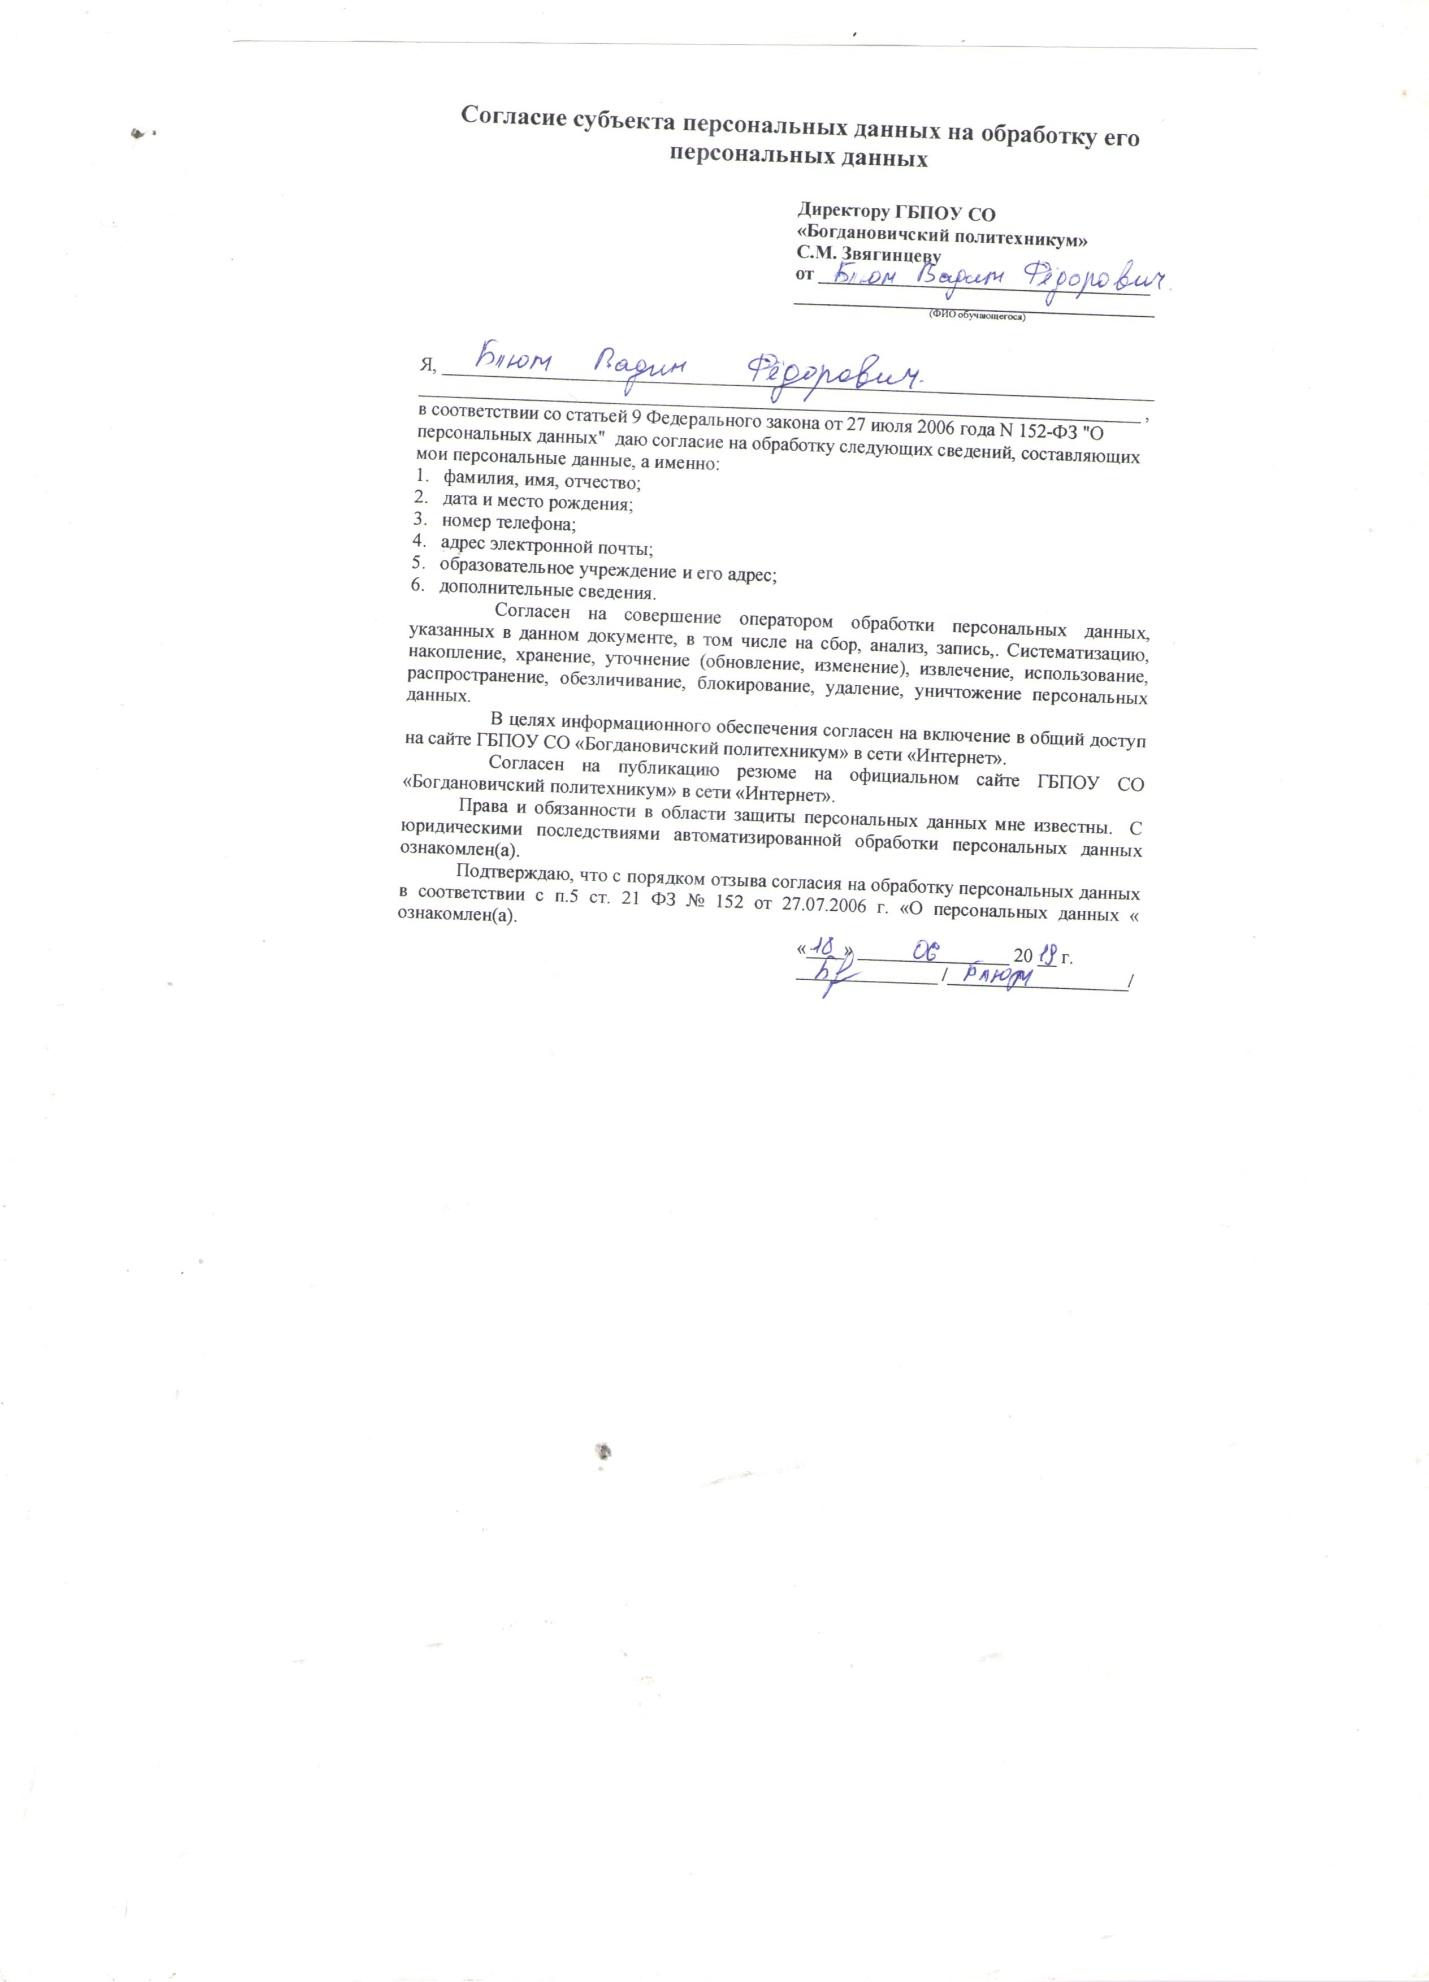 Согласие субъекта персональных данных на обработку его
персональных данных
Директору ГБПОУ СО
«Богдановичский политехникум»
С.М. Звягинцеву
от Блюм Вадим Фёдорович.
(ФИО обучающегося)
Я, Блюм Вадим Фёдорович.
,
в соответствии со статьей 9 Федерального закона от 27 июля 2006 года N 152-ФЗ "О
персональных данных" даю согласие на обработку следующих сведений, составляющих
мои персональные данные, а именно:
1. фамилия, имя, отчество;
2. дата и место рождения;
3. номер телефона;
4. адрес электронной почты;
5. образовательное учреждение и его адрес;
6. дополнительные сведения.
Согласен на совершение оператором обработки персональных данных,
указанных в данном документе, в том числе на сбор, анализ, запись,. Систематизацию,
накопление, хранение, уточнение (обновление, изменение), извлечение, использование,
распространение, обезличивание, блокирование, удаление, уничтожение персональных
данных.
В целях информационного обеспечения согласен на включение в общий доступ
на сайте ГБПОУ СО «Богдановичский политехникум» в сети «Интернет».
Согласен на публикацию резюме на официальном сайте ГБПОУ СО
«Богдановичский политехникум» в сети «Интернет».
Права и обязанности в области защиты персональных данных мне известны. С
юридическими последствиями автоматизированной обработки персональных данных
ознакомлен(а).
Подтверждаю, что с порядком отзыва согласия на обработку персональных данных
в соответствии с п.5 ст. 21 ФЗ № 152 от 27.07.2006 г. «О персональных данных «
ознакомлен(а).
«18» 06 2019 г.
/ Блюм /